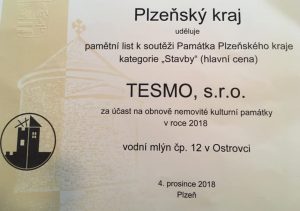 Plzeňský kraj
uděluje
pamětní list k soutěži Památka Plzeňského kraje
kategorie „Stavby“ (hlavní cena)
TESMO, s.r.o.
za účast na obnově nemovité kulturní památky
v roce 2018
vodní mlýn čp. 12 v Ostrovci
4. prosince 2018
Plzeň